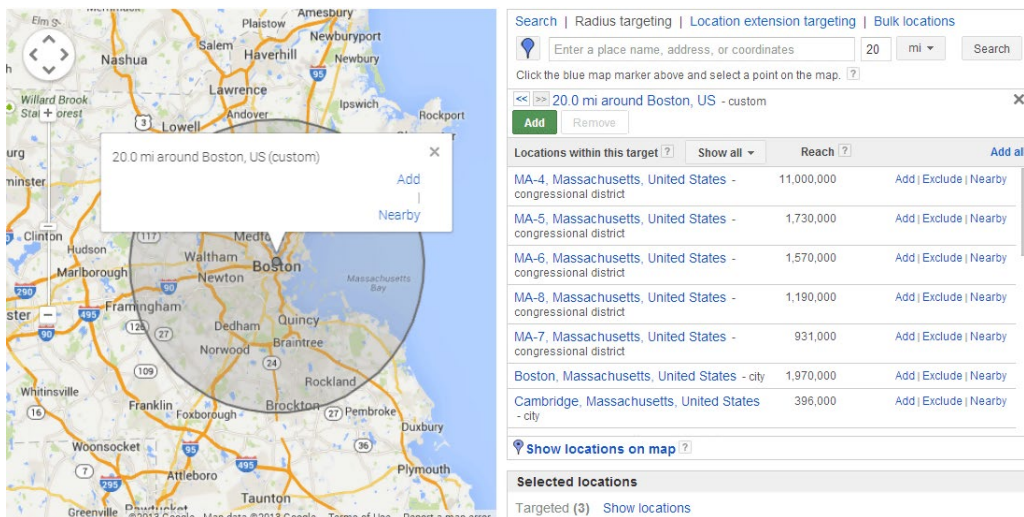 Search | Radius targeting | Location extension targeting | Bulk locations
Enter a place name, address, or coordinates 20 mi Search
Click the blue map marker above and select a point on the map. ?
<< >> 20.0 mi around Boston, US - custom
Add Remove
Locations within this target ? Show all Reach ? Add al
MA-4, Massachusetts, United States - 11,000,000 Add | Exclude | Nearby
congressional district
MA-5, Massachusetts, United States - 1,730,000 Add | Exclude | Nearby
congressional district
MA-6, Massachusetts, United States - 1,570,000 Add | Exclude | Nearby
congressional district
MA-8, Massachusetts, United States - 1,190,000 Add | Exclude | Nearby
congressional district
MA-7, Massachusetts, United States - 931,000 Add | Exclude | Nearby
congressional district
Boston, Massachusetts, United States - city 1,970,000 Add | Exclude | Nearby
Cambridge, Massachusetts, United States 396,000 Add | Exclude | Nearby
- city
Show locations on map ?
Selected locations
Targeted (3) Show locations
20.0 mi around Boston, US (custom)
Add
|
Nearby
Elm S
Amesbury
Plaistow
Newburyport
Salem
Haverhill
Nashua
Newbury
95
Lawrence
Willard Brook
Ipswich
Andover
Rockport
3
Lowell
urg
minster
Clinton
Hudson
117
Medfo
Waltham
Boston
Marlborough
Newton
Massachusetts
Bay
290
90
Framingham
ster
495
Quincy
126
27
Dedham
90
Braintree
Norwood
24
109
Rockland
Whitinsville
Franklin
Brockton
27
Pembroke
16
Foxborough
Duxbury
Woonsocket
95
36
7
495
Plymouth
Attleboro
295
Taunton
Greenville
Pawtucket
©2013 Google - Map data ©2013 Google - Terms of Use - Report a map error